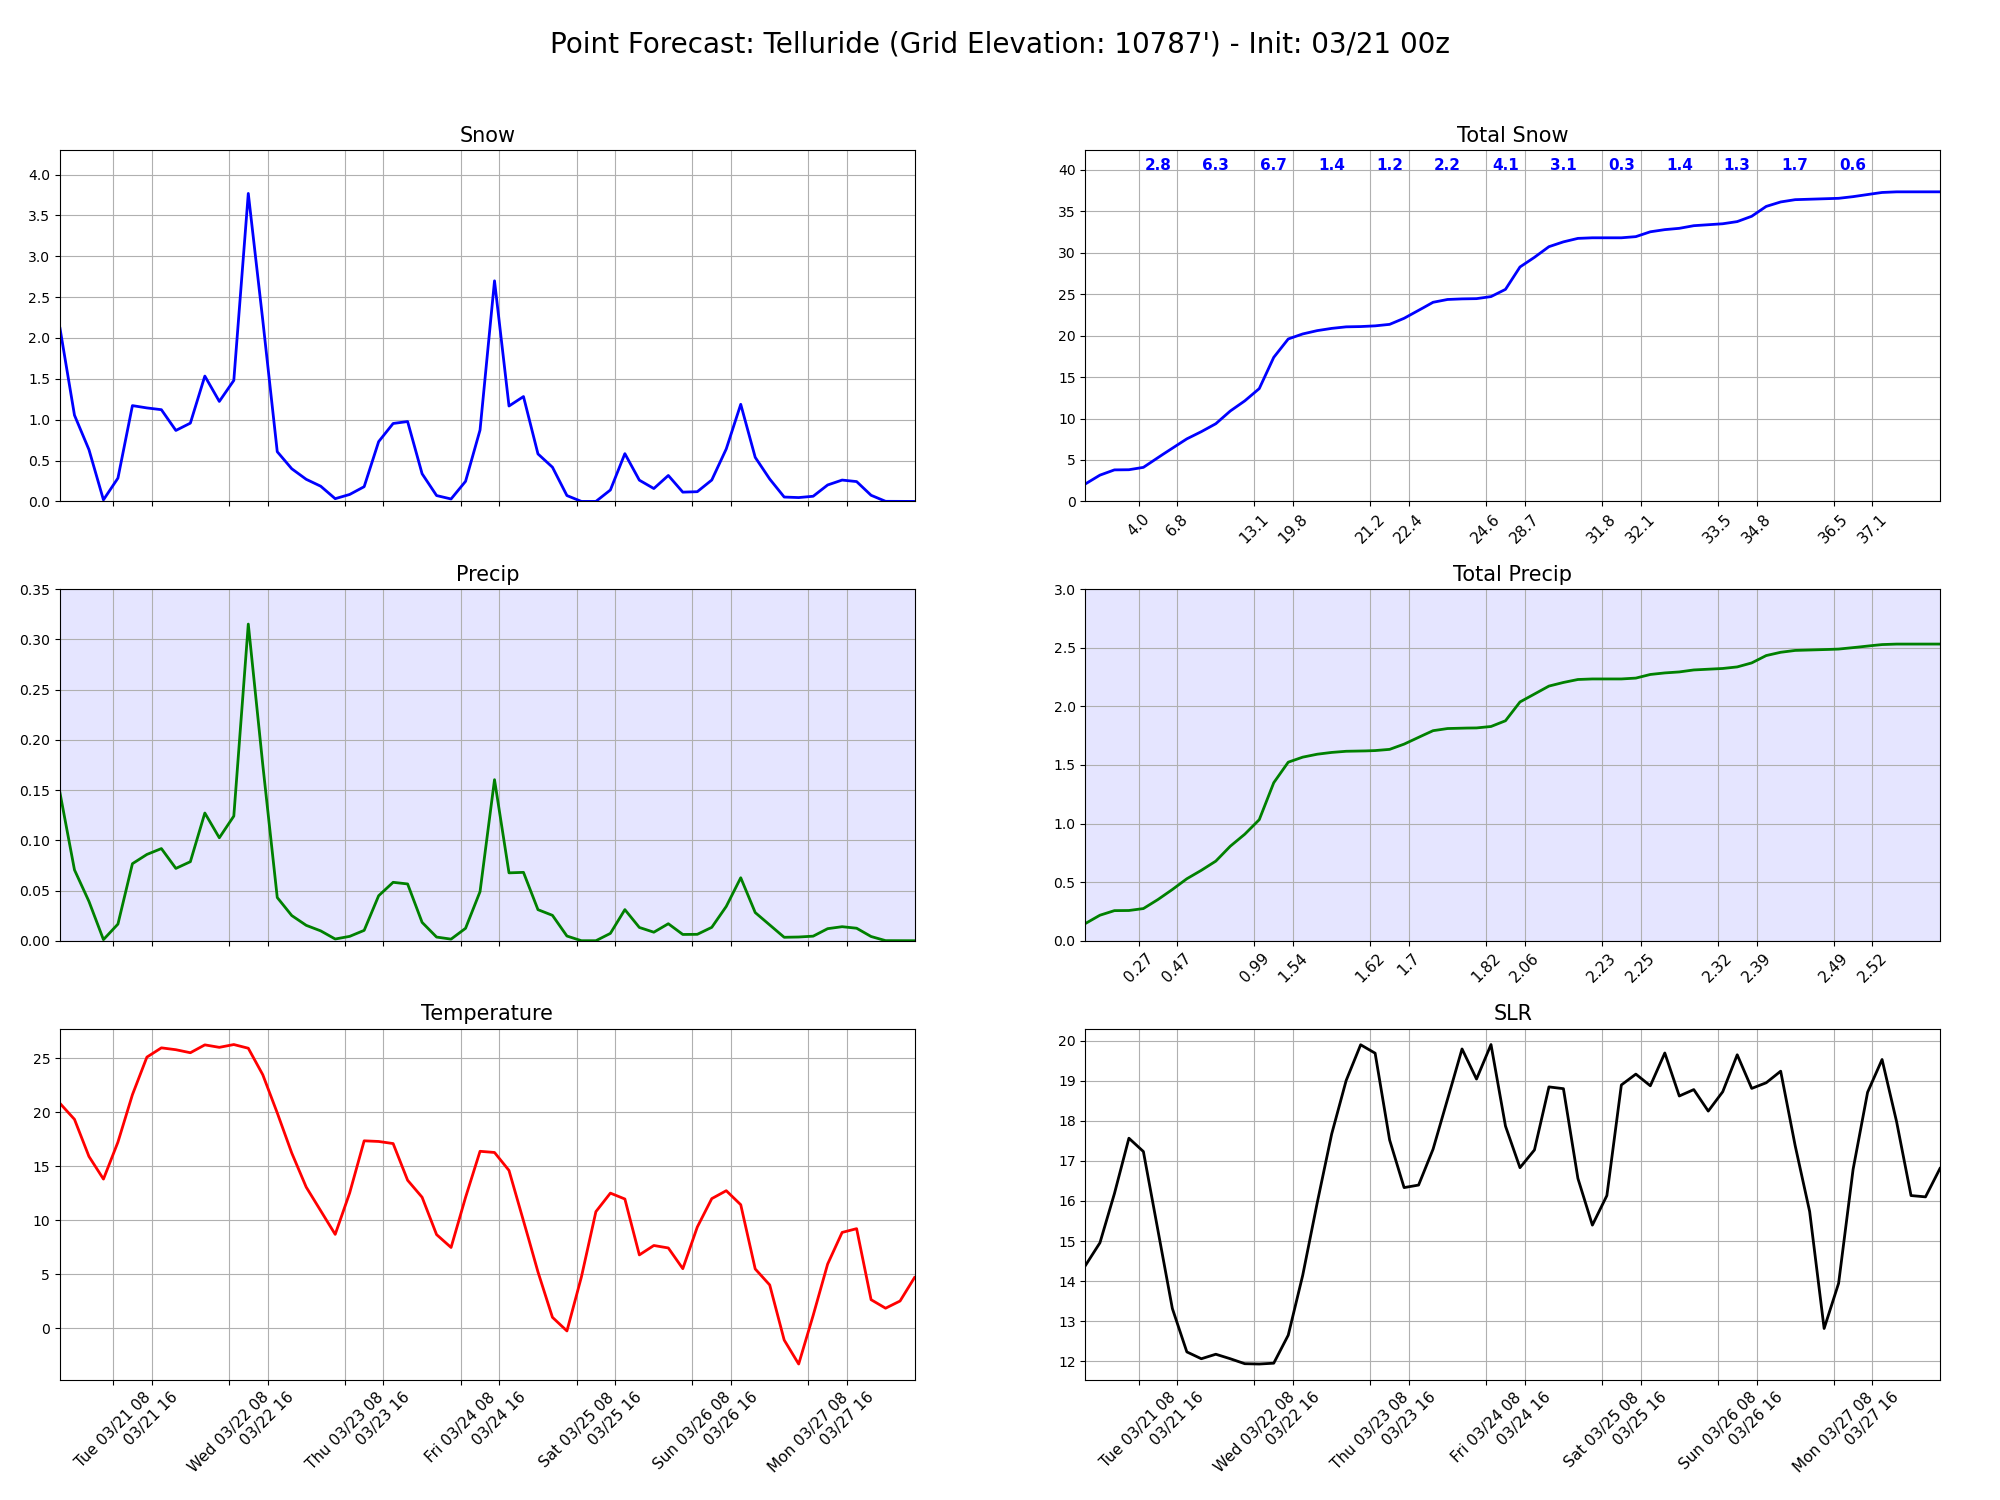 Point Forecast: Telluride (Grid Elevation: 10787') - Init: 03/21 00z
Snow
4.0
3.5
3.0
2.5
2.0
1.5
1.0
0.5
0.0
Total Snow
2.8 6.3 6.7 1.4 1.2 2.2 4.1 3.1 0.3 1.4 1.3 1.7 0.6
40
35
30
25
20
15
10
5
0
4.0 6.8 13.1 19.8 21.2 22.4 24.6 28.7 31.8 32.1 33.5 34.8 36.5 37.1
Precip
0.35
0.30
0.25
0.20
0.15
0.10
0.05
0.00
Total Precip
3.0
2.5
2.0
1.5
1.0
0.5
0.0
0.27 0.47 0.99 1.54 1.62 1.7 1.82 2.06 2.23 2.25 2.32 2.39 2.49 2.52
Temperature
25
20
15
10
5
0
Tue 03/21 08
03/21 16
Wed 03/22 08
03/22 16
Thu 03/23 08
03/23 16
Fri 03/24 08
03/24 16
Sat 03/25 08
03/25 16
Sun 03/26 08
03/26 16
Mon 03/27 08
03/27 16
SLR
20
19
18
17
16
15
14
13
12
Tue 03/21 08
03/21 16
Wed 03/22 08
03/22 16
Thu 03/23 08
03/23 16
Fri 03/24 08
03/24 16
Sat 03/25 08
03/25 16
Sun 03/26 08
03/26 16
Mon 03/27 08
03/27 16